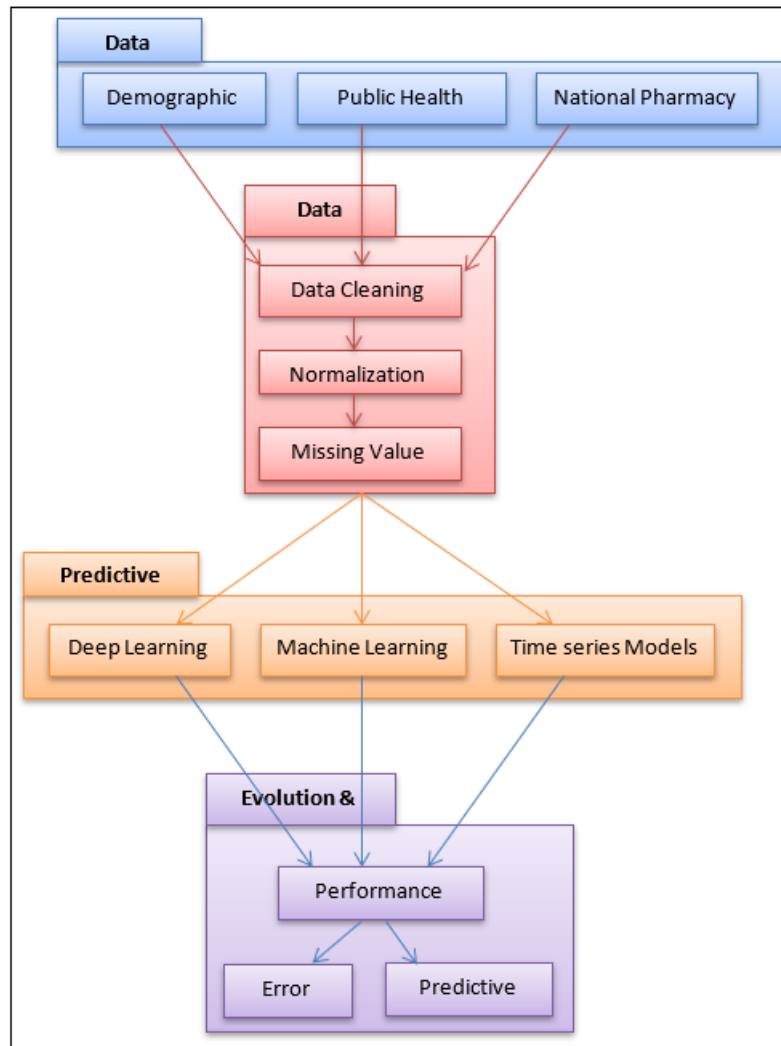 Data
Demographic
Public Health
National Pharmacy
Data
Data Cleaning
Normalization
Missing Value
Predictive
Deep Learning
Machine Learning
Time series Models
Evolution &
Performance
Error
Predictive